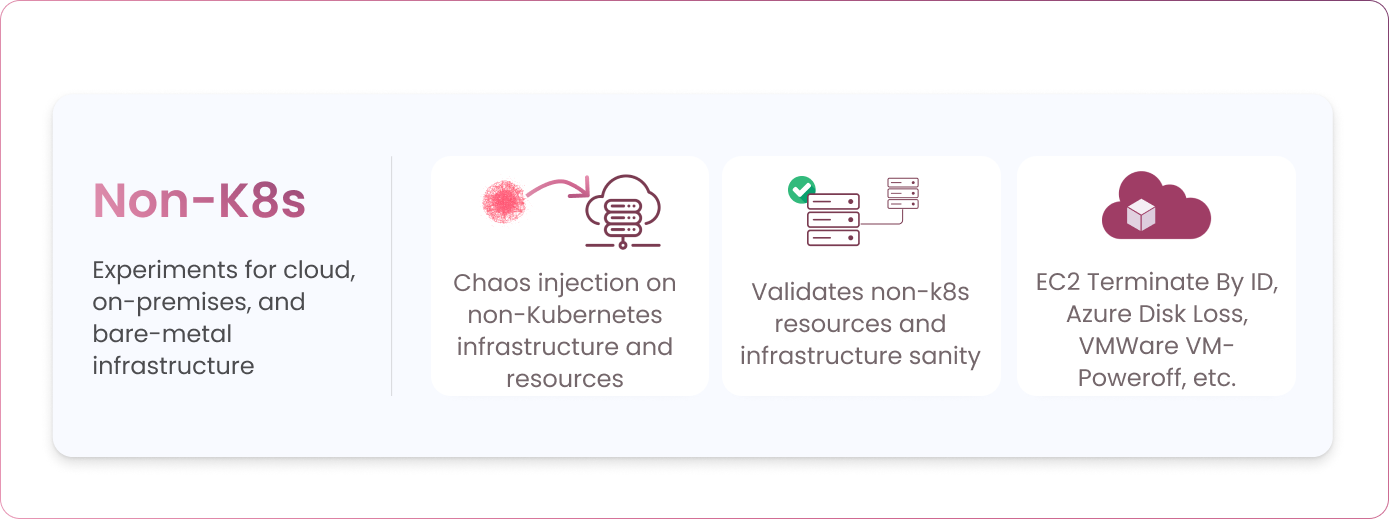 Non-K8s
Experiments for cloud,
on-premises, and
bare-metal
infrastructure
Chaos injection on
non-Kubernetes
infrastructure and
resources
Validates non-k8s
resources and
infrastructure sanity
EC2 Terminate By ID,
Azure Disk Loss,
VMWare VM-
Poweroff, etc.